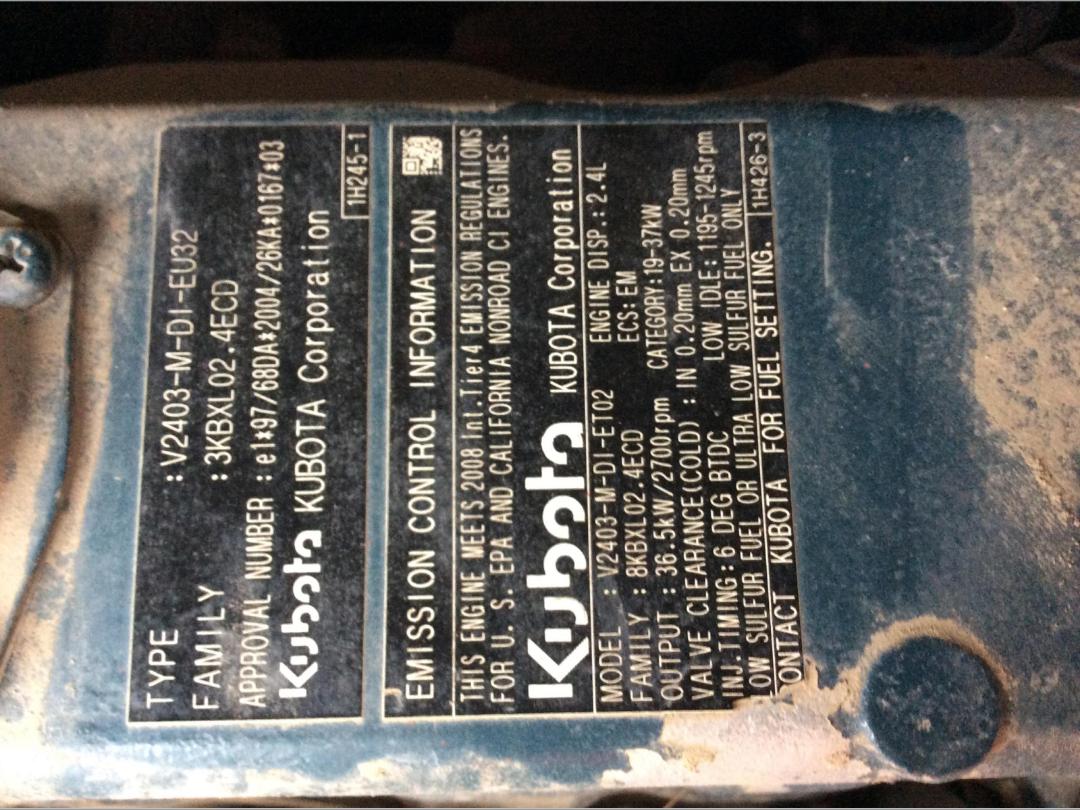 TYPE : V2403-M-DI-EU32
FAMILY : 3KBXL02.4ECD
APPROVAL NUMBER : e1*97/68DA*2004/26KA*0167*03
Kubota KUBOTA Corporation
1H245-1
EMISSION CONTROL INFORMATION
THIS ENGINE MEETS 2008 Int.Tier4 EMISSION REGULATIONS
FOR U. S. EPA AND CALIFORNIA NONROAD CI ENGINES.
Kubota KUBOTA Corporation
MODEL : V2403-M-DI-ET02 ENGINE DISP.: 2.4L
FAMILY : 8KBXL02.4ECD ECS: EM
OUTPUT : 36.5kW/2700rpm CATEGORY:19-37kW
VALVE CLEARANCE(COLD) : IN 0.20mm EX 0.20mm
INJ.TIMING: 6 DEG BTDC LOW IDLE: 1195-1245rpm
LOW SULFUR FUEL OR ULTRA LOW SULFUR FUEL ONLY
CONTACT KUBOTA FOR FUEL SETTING.
1H426-3